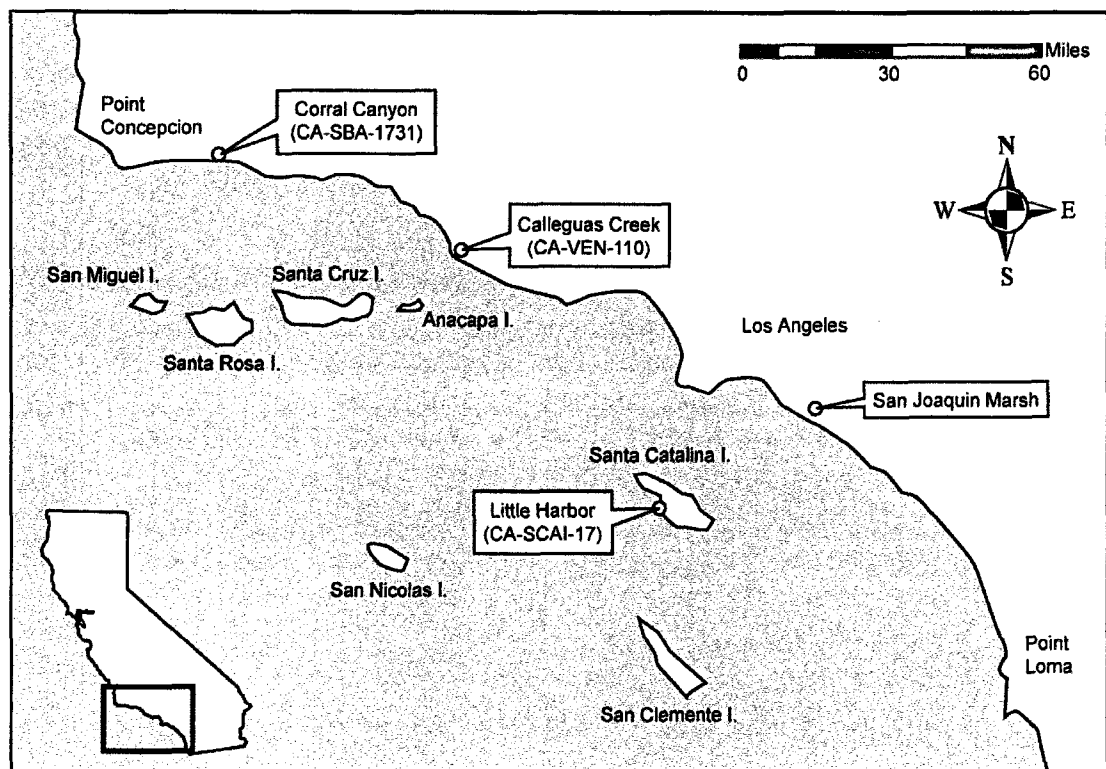 Miles
0 30 60
Point
Concepcion
Corral Canyon
(CA-SBA-1731)
N
W E
S
Calleguas Creek
(CA-VEN-110)
San Miguel I.
Santa Cruz I.
Anacapa I.
Santa Rosa I.
Los Angeles
San Joaquin Marsh
Santa Catalina I.
Little Harbor
(CA-SCAI-17)
San Nicolas I.
Point
Loma
San Clemente I.